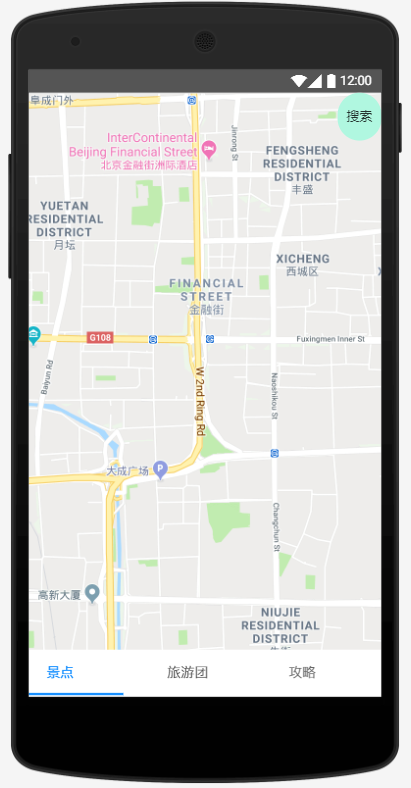 12:00
阜成门外
搜索
InterContinental
Beijing Financial Street
北京金融街洲际酒店
Jinrong St
FENGSHENG
RESIDENTIAL
DISTRICT
丰盛
YUETAN
RESIDENTIAL
DISTRICT
月坛
XICHENG
西城区
FINANCIAL
STREET
金融街
G108
Fuxingmen Inner St
Baiyun Rd
W 2nd Ring Rd
Naoshikou St
大成广场
P
Changchun St
高新大厦
NIUJIE
RESIDENTIAL
DISTRICT
景点
旅游团
攻略